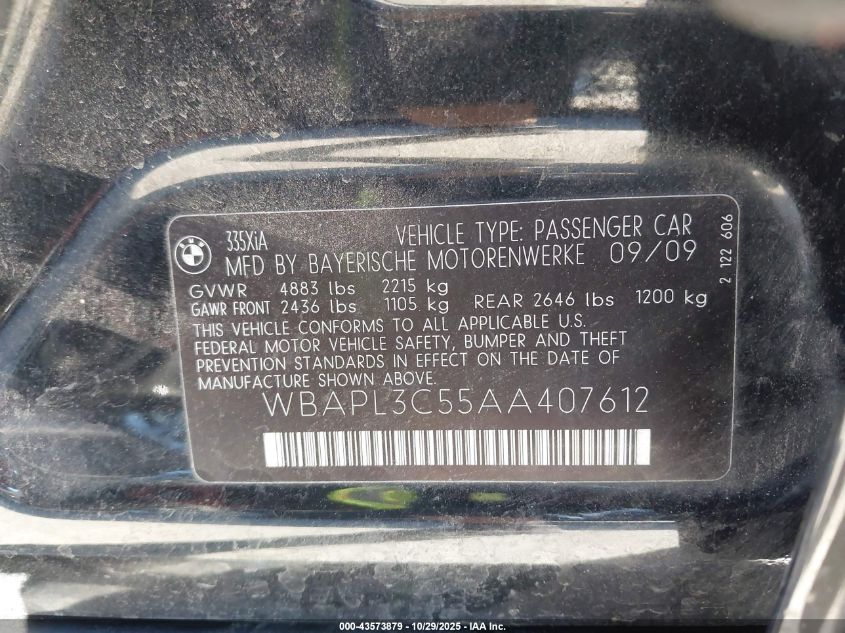 BMW
335XiA VEHICLE TYPE: PASSENGER CAR
MFD BY BAYERISCHE MOTORENWERKE 09/09
GVWR 4883 lbs 2215 kg
GAWR FRONT 2436 lbs 1105 kg REAR 2646 lbs 1200 kg
THIS VEHICLE CONFORMS TO ALL APPLICABLE U.S.
FEDERAL MOTOR VEHICLE SAFETY, BUMPER AND THEFT
PREVENTION STANDARDS IN EFFECT ON THE DATE OF
MANUFACTURE SHOWN ABOVE.
WBAPL3C55AA407612
2 122 606
000-43573879 - 10/29/2025 - IAA Inc.